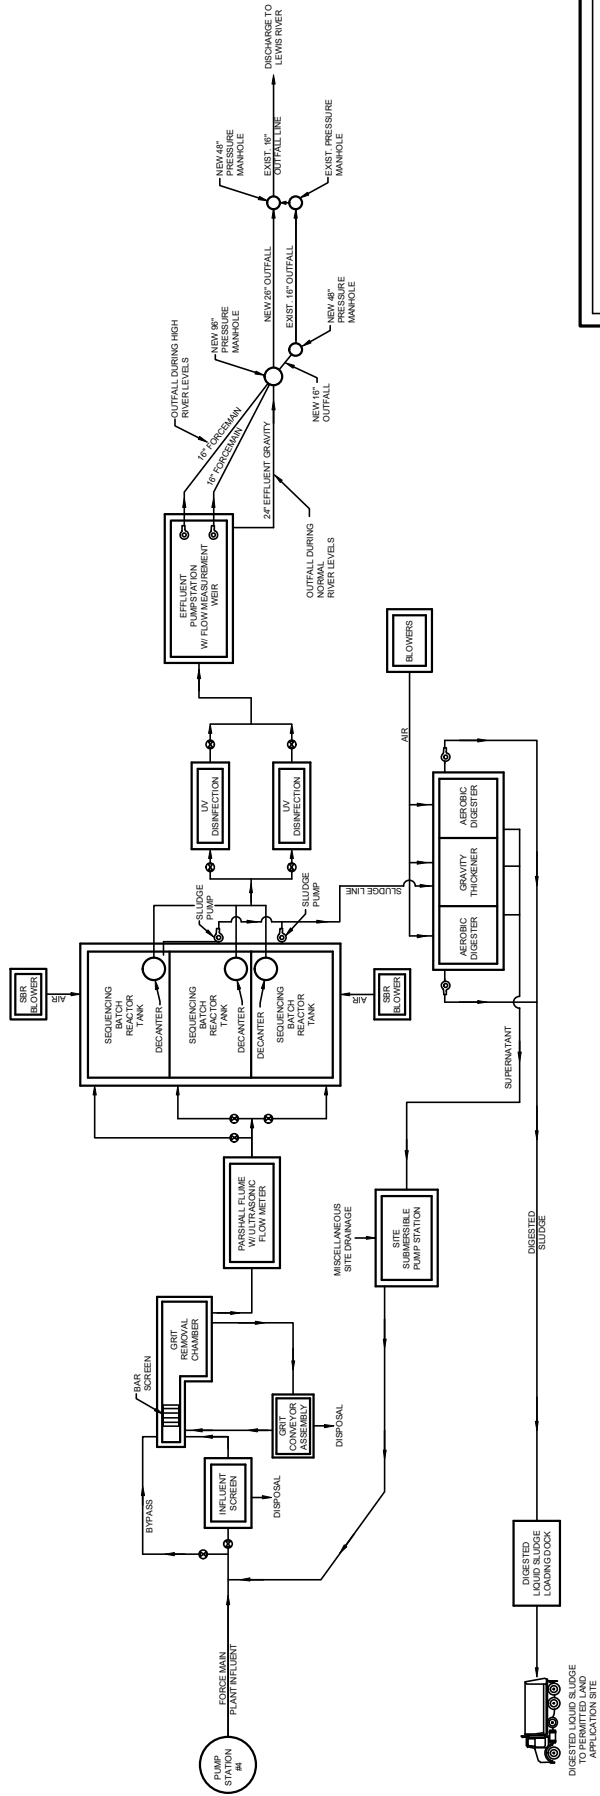 PUMP
STATION
#4
FORCE MAIN
PLANT INFLUENT
BYPASS
INFLUENT
SCREEN
DISPOSAL
BAR
SCREEN
GRIT
REMOVAL
CHAMBER
GRIT
CONVEYOR
ASSEMBLY
DISPOSAL
PARSHALL FLUME
W/ ULTRASONIC
FLOW METER
MISCELLANEOUS
SITE DRAINAGE
SITE
SUBMERSIBLE
PUMP STATION
SBR
BLOWER
AIR
SEQUENCING
BATCH
REACTOR
TANK
DECANTER
SEQUENCING
BATCH
REACTOR
TANK
DECANTER
SEQUENCING
BATCH
REACTOR
TANK
DECANTER
AIR
SBR
BLOWER
SLUDGE
PUMP
SLUDGE
PUMP
SLUDGE LINE
UV
DISINFECTION
UV
DISINFECTION
EFFLUENT
PUMPSTATION
W/ FLOW MEASUREMENT
WEIR
OUTFALL DURING HIGH
RIVER LEVELS
16" FORCEMAIN
16" FORCEMAIN
24" EFFLUENT GRAVITY
OUTFALL DURING
NORMAL
RIVER LEVELS
NEW 96"
PRESSURE
MANHOLE
NEW 16"
OUTFALL
NEW 48"
PRESSURE
MANHOLE
NEW 26" OUTFALL
EXIST. 16" OUTFALL
NEW 48"
PRESSURE
MANHOLE
EXIST. PRESSURE
MANHOLE
EXIST. 16"
OUTFALL LINE
DISCHARGE TO
LEWIS RIVER
BLOWERS
AIR
AEROBIC
DIGESTER
GRAVITY
THICKENER
AEROBIC
DIGESTER
SUPERNATANT
DIGESTED
SLUDGE
DIGESTED
LIQUID SLUDGE
LOADING DOCK
DIGESTED LIQUID SLUDGE
TO PERMITTED LAND
APPLICATION SITE